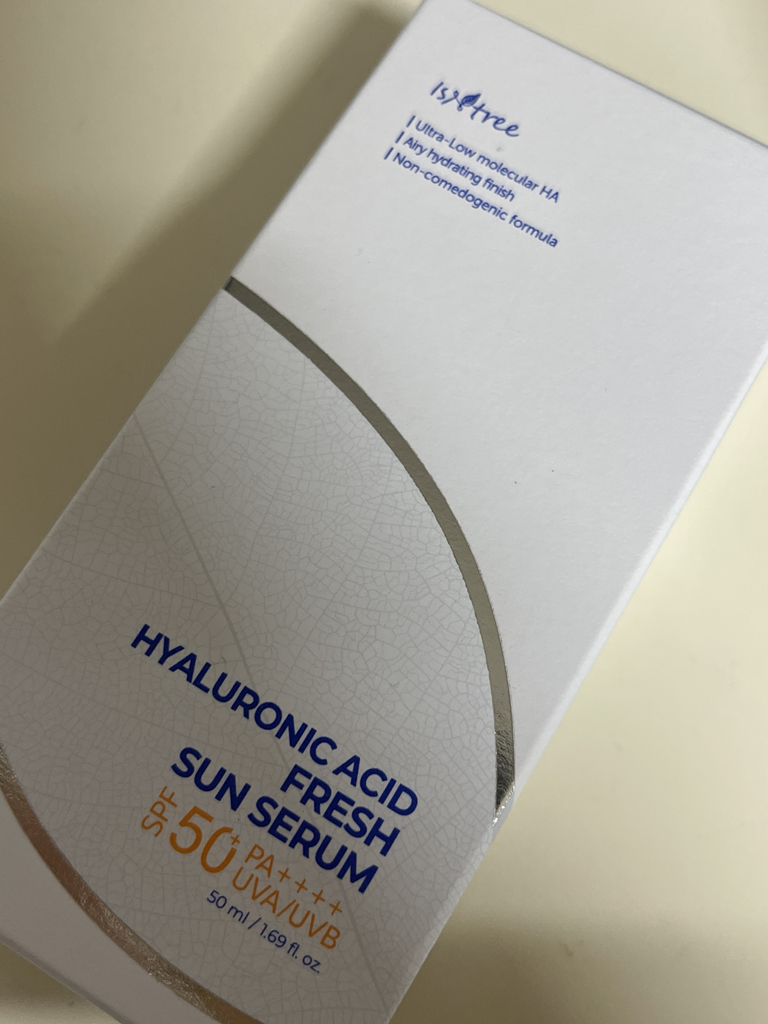 Isntree
Ultra-Low molecular HA
Airy hydrating finish
Non-comedogenic formula
HYALURONIC ACID
FRESH
SUN SERUM
SPF 50+ PA++++
UVA/UVB
50 ml / 1.69 fl. oz.